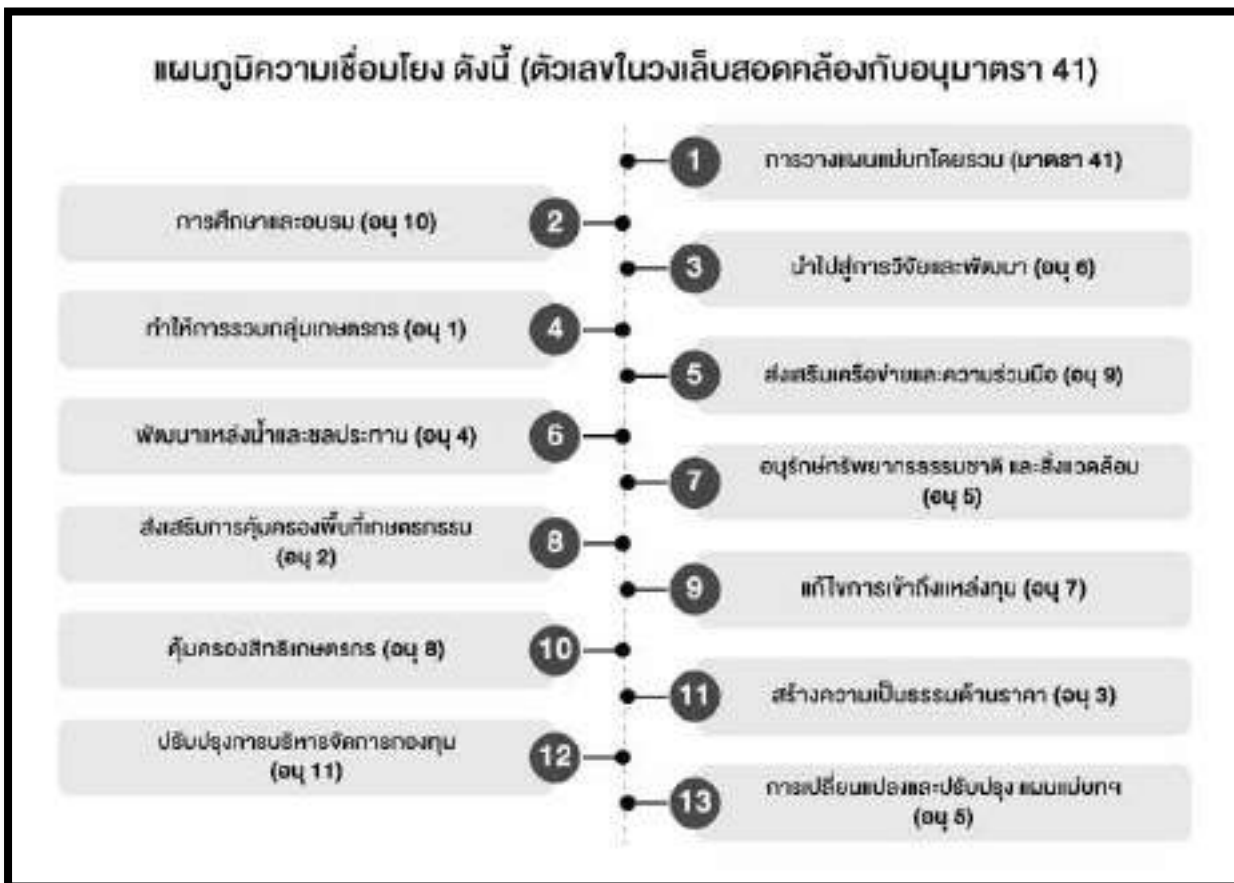 แผนภูมิความเชื่อมโยง ดังนี้ (ตัวเลขในวงเล็บสอดคล้องกับอนุมาตรา 41)
1 การวางแผนแม่บทโดยรวม (มาตรา 41)
2 การศึกษาและอบรม (อนุ 10)
3 นำไปสู่การวิจัยและพัฒนา (อนุ 6)
4 ทำให้การรวมกลุ่มเกษตรกร (อนุ 1)
5 ส่งเสริมเครือข่ายและความร่วมมือ (อนุ 9)
6 พัฒนาแหล่งน้ำและชลประทาน (อนุ 4)
7 อนุรักษ์ทรัพยากรธรรมชาติ และสิ่งแวดล้อม
(อนุ 5)
8 ส่งเสริมการคุ้มครองพื้นที่เกษตรกรรม
(อนุ 2)
9 แก้ไขการเข้าถึงแหล่งทุน (อนุ 7)
10 คุ้มครองสิทธิเกษตรกร (อนุ 8)
11 สร้างความเป็นธรรมด้านราคา (อนุ 3)
12 ปรับปรุงการบริหารจัดการกองทุน
(อนุ 11)
13 การเปลี่ยนแปลงและปรับปรุง แผนแม่บทฯ
(อนุ 5)